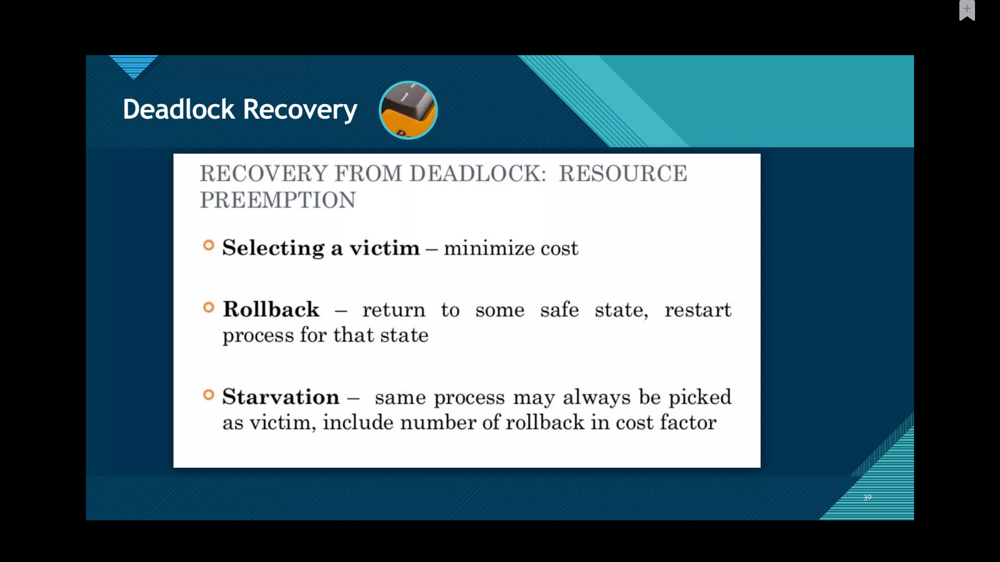 Deadlock Recovery
1
RECOVERY FROM DEADLOCK: RESOURCE
PREEMPTION
Selecting a victim – minimize cost
Rollback – return to some safe state, restart
process for that state
Starvation – same process may always be picked
as victim, include number of rollback in cost factor
30